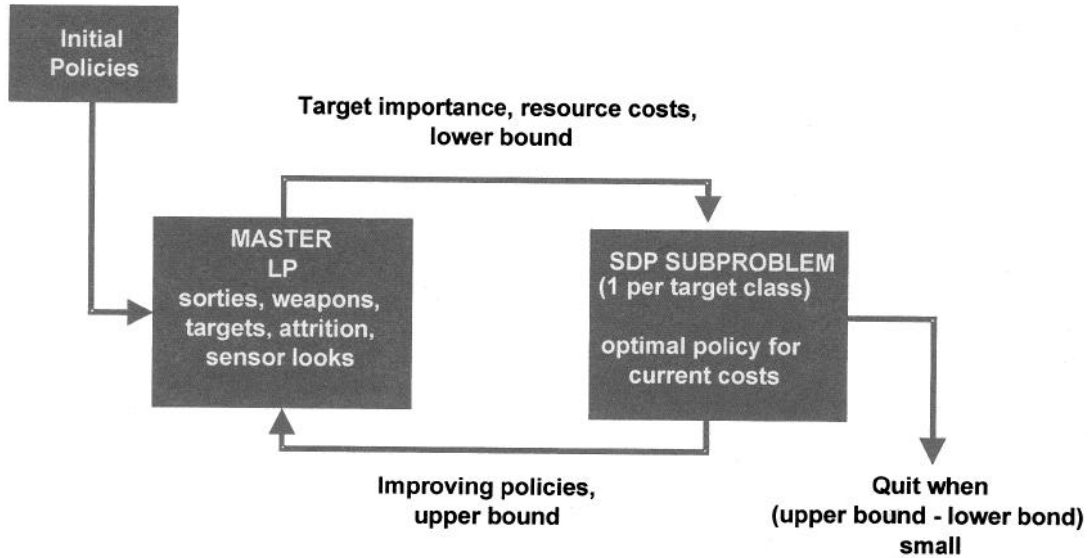 Initial
Policies
Target importance, resource costs,
lower bound
MASTER
LP
sorties, weapons,
targets, attrition,
sensor looks
SDP SUBPROBLEM
(1 per target class)
optimal policy for
current costs
Improving policies,
upper bound
Quit when
(upper bound - lower bond)
small